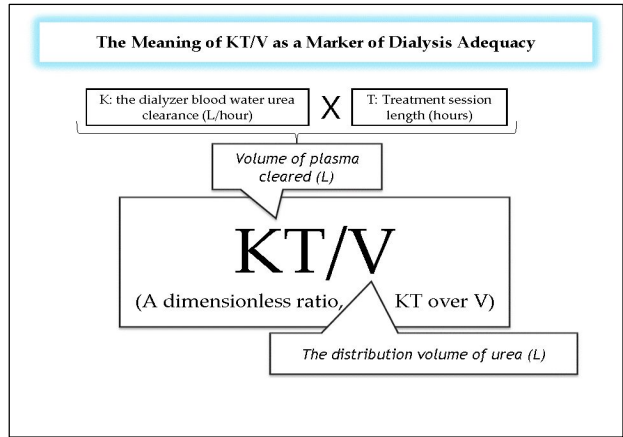 The Meaning of KT/V as a Marker of Dialysis Adequacy
K: the dialyzer blood water urea
clearance (L/hour)
X
T: Treatment session
length (hours)
Volume of plasma
cleared (L)
KT/V
(A dimensionless ratio, KT over V)
The distribution volume of urea (L)